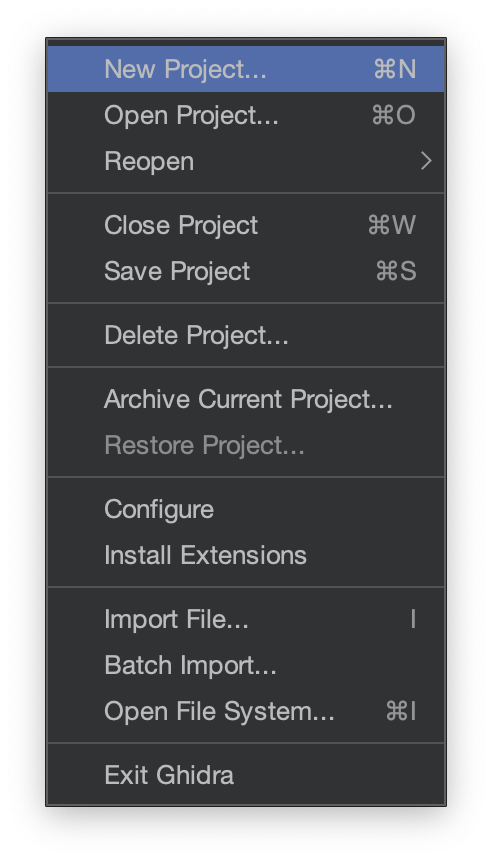 New Project... ⌘N
Open Project... ⌘O
Reopen
Close Project ⌘W
Save Project ⌘S
Delete Project...
Archive Current Project...
Restore Project...
Configure
Install Extensions
Import File... I
Batch Import...
Open File System... ⌘I
Exit Ghidra